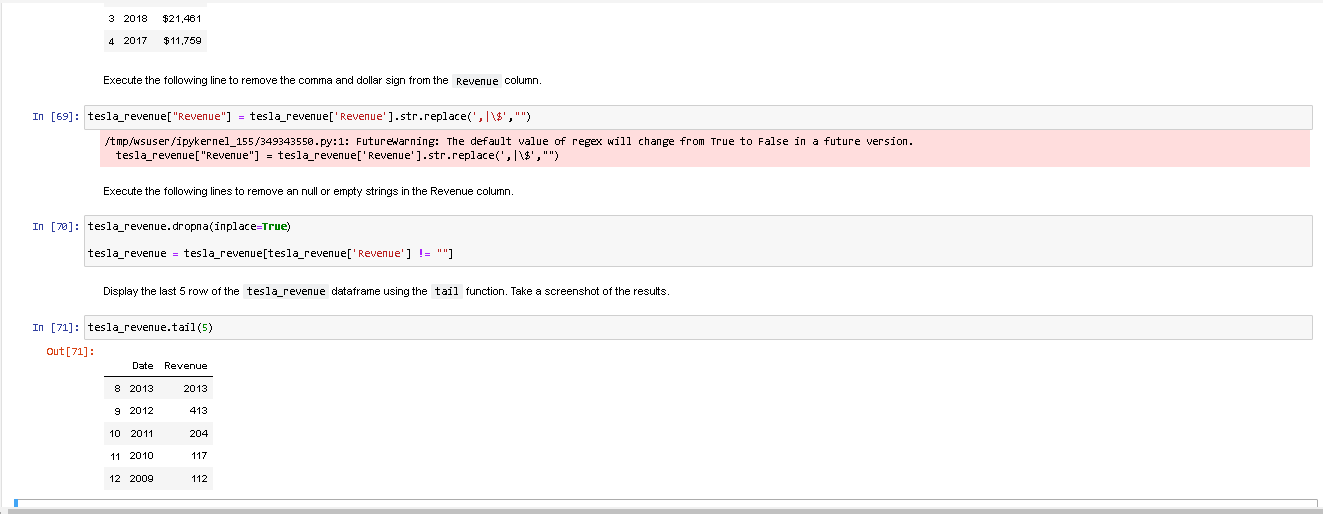 3 2018 $21,461
4 2017 $11,759
Execute the following line to remove the comma and dollar sign from the Revenue column.
In [69]: tesla_revenue["Revenue"] = tesla_revenue['Revenue'].str.replace(',|\$',"")
/tmp/wsuser/ipykernel_155/349343550.py:1: FutureWarning: The default value of regex will change from True to False in a future version.
tesla_revenue["Revenue"] = tesla_revenue['Revenue'].str.replace(',|\$',"")
Execute the following lines to remove an null or empty strings in the Revenue column.
In [70]: tesla_revenue.dropna(inplace=True)
tesla_revenue = tesla_revenue[tesla_revenue['Revenue'] != ""]
Display the last 5 row of the tesla_revenue dataframe using the tail function. Take a screenshot of the results.
In [71]: tesla_revenue.tail(5)
Out[71]:
Date Revenue
8 2013 2013
9 2012 413
10 2011 204
11 2010 117
12 2009 112